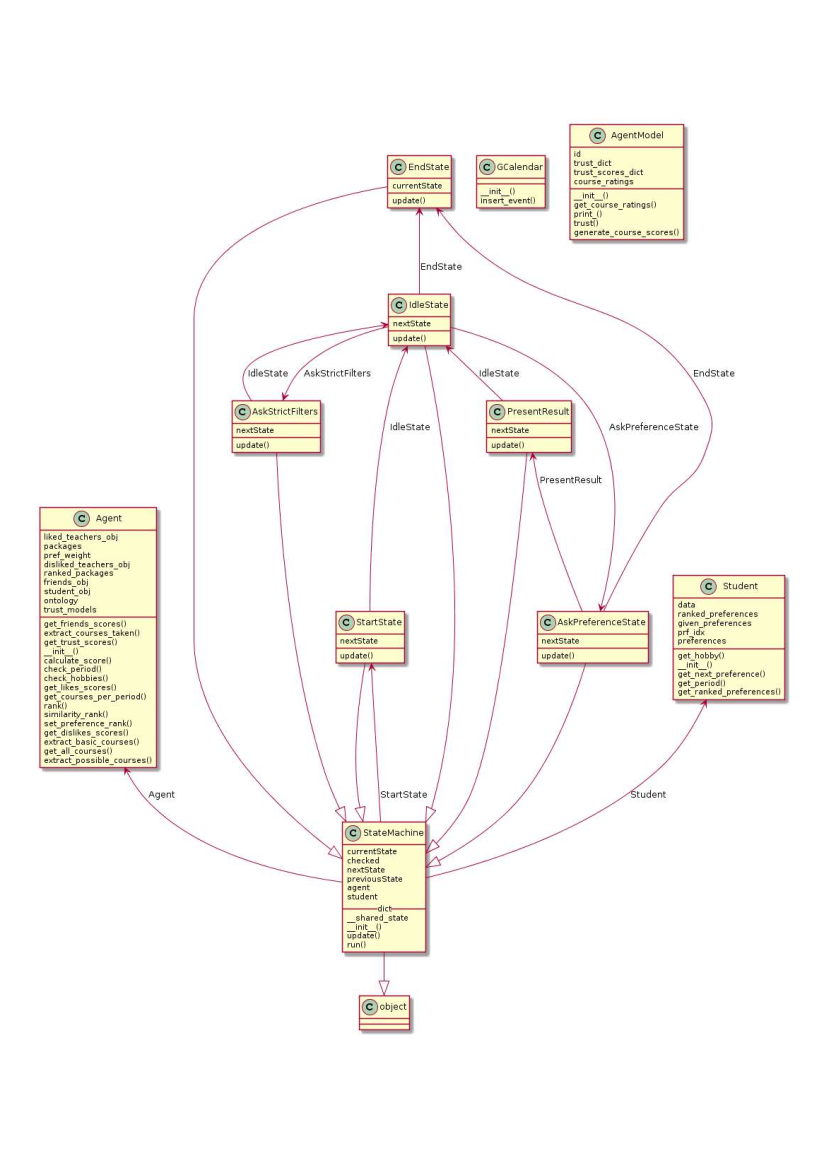 C AgentModel
id
trust_dict
trust_scores_dict
course_ratings
__init__()
get_course_ratings()
print_()
trust()
generate_course_scores()
C EndState
currentState
update()
C GCalendar
__init__()
insert_event()
EndState
C IdleState
nextState
update()
IdleState
AskStrictFilters
IdleState
EndState
C AskStrictFilters
nextState
update()
IdleState
C PresentResult
nextState
update()
AskPreferenceState
PresentResult
C Agent
liked_teachers_obj
packages
pref_weight
disliked_teachers_obj
ranked_packages
friends_obj
student_obj
ontology
trust_models
get_friends_scores()
extract_courses_taken()
get_trust_scores()
__init__()
calculate_score()
check_period()
check_hobbies()
get_likes_scores()
get_courses_per_period()
rank()
similarity_rank()
set_preference_rank()
get_dislikes_scores()
extract_basic_courses()
get_all_courses()
extract_possible_courses()
C StartState
nextState
update()
C AskPreferenceState
nextState
update()
C Student
data
ranked_preferences
given_preferences
prf_idx
preferences
get_hobby()
__init__()
get_next_preference()
get_period()
get_ranked_preferences()
Agent
StartState
Student
C StateMachine
currentState
checked
nextState
previousState
agent
student
dict
__shared_state
__init__()
update()
run()
C object